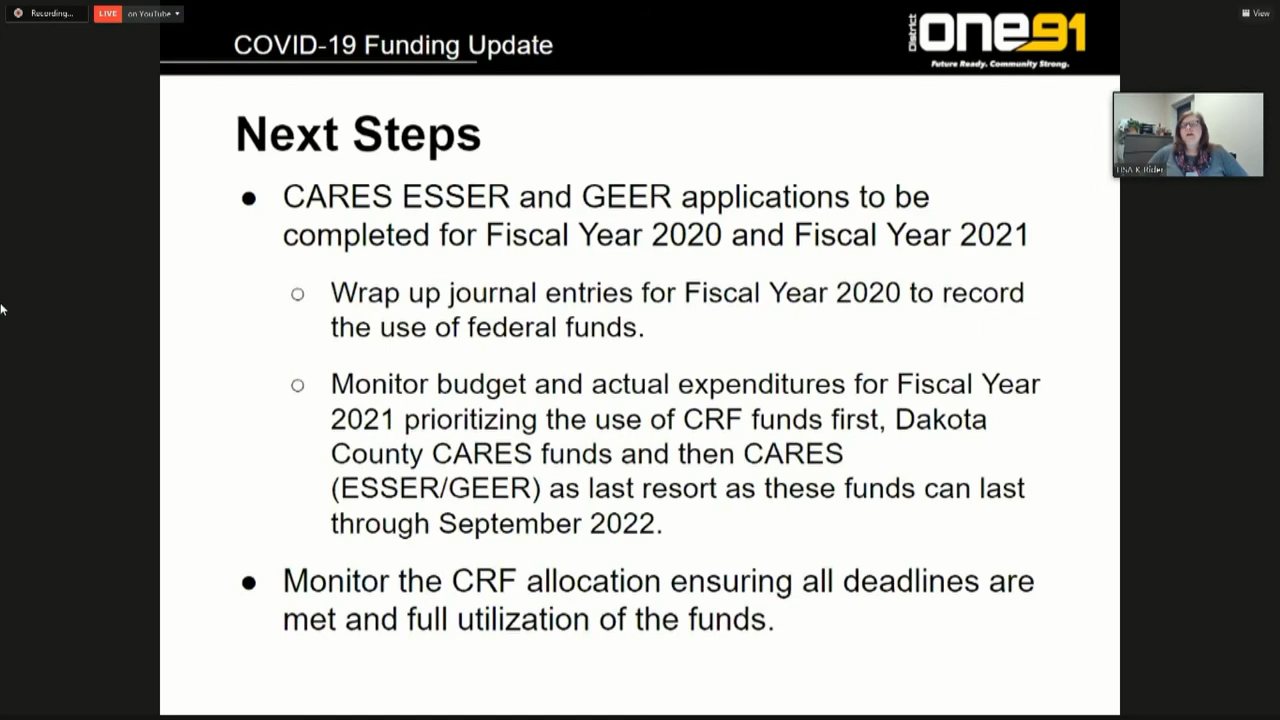 Recording...
LIVE on YouTube
View
COVID-19 Funding Update
District one91
Future Ready. Community Strong.
LISA K. Rider
Next Steps
● CARES ESSER and GEER applications to be
completed for Fiscal Year 2020 and Fiscal Year 2021
○ Wrap up journal entries for Fiscal Year 2020 to record
the use of federal funds.
○ Monitor budget and actual expenditures for Fiscal Year
2021 prioritizing the use of CRF funds first, Dakota
County CARES funds and then CARES
(ESSER/GEER) as last resort as these funds can last
through September 2022.
● Monitor the CRF allocation ensuring all deadlines are
met and full utilization of the funds.